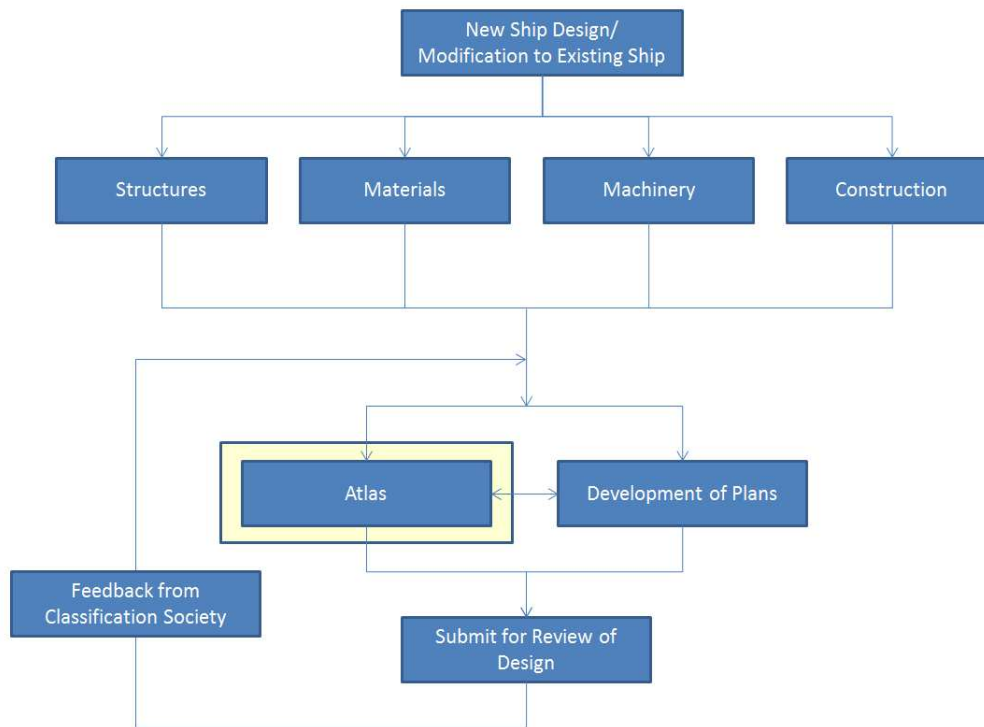 New Ship Design/
Modification to Existing Ship
Structures
Materials
Machinery
Construction
Atlas
Development of Plans
Feedback from
Classification Society
Submit for Review of
Design